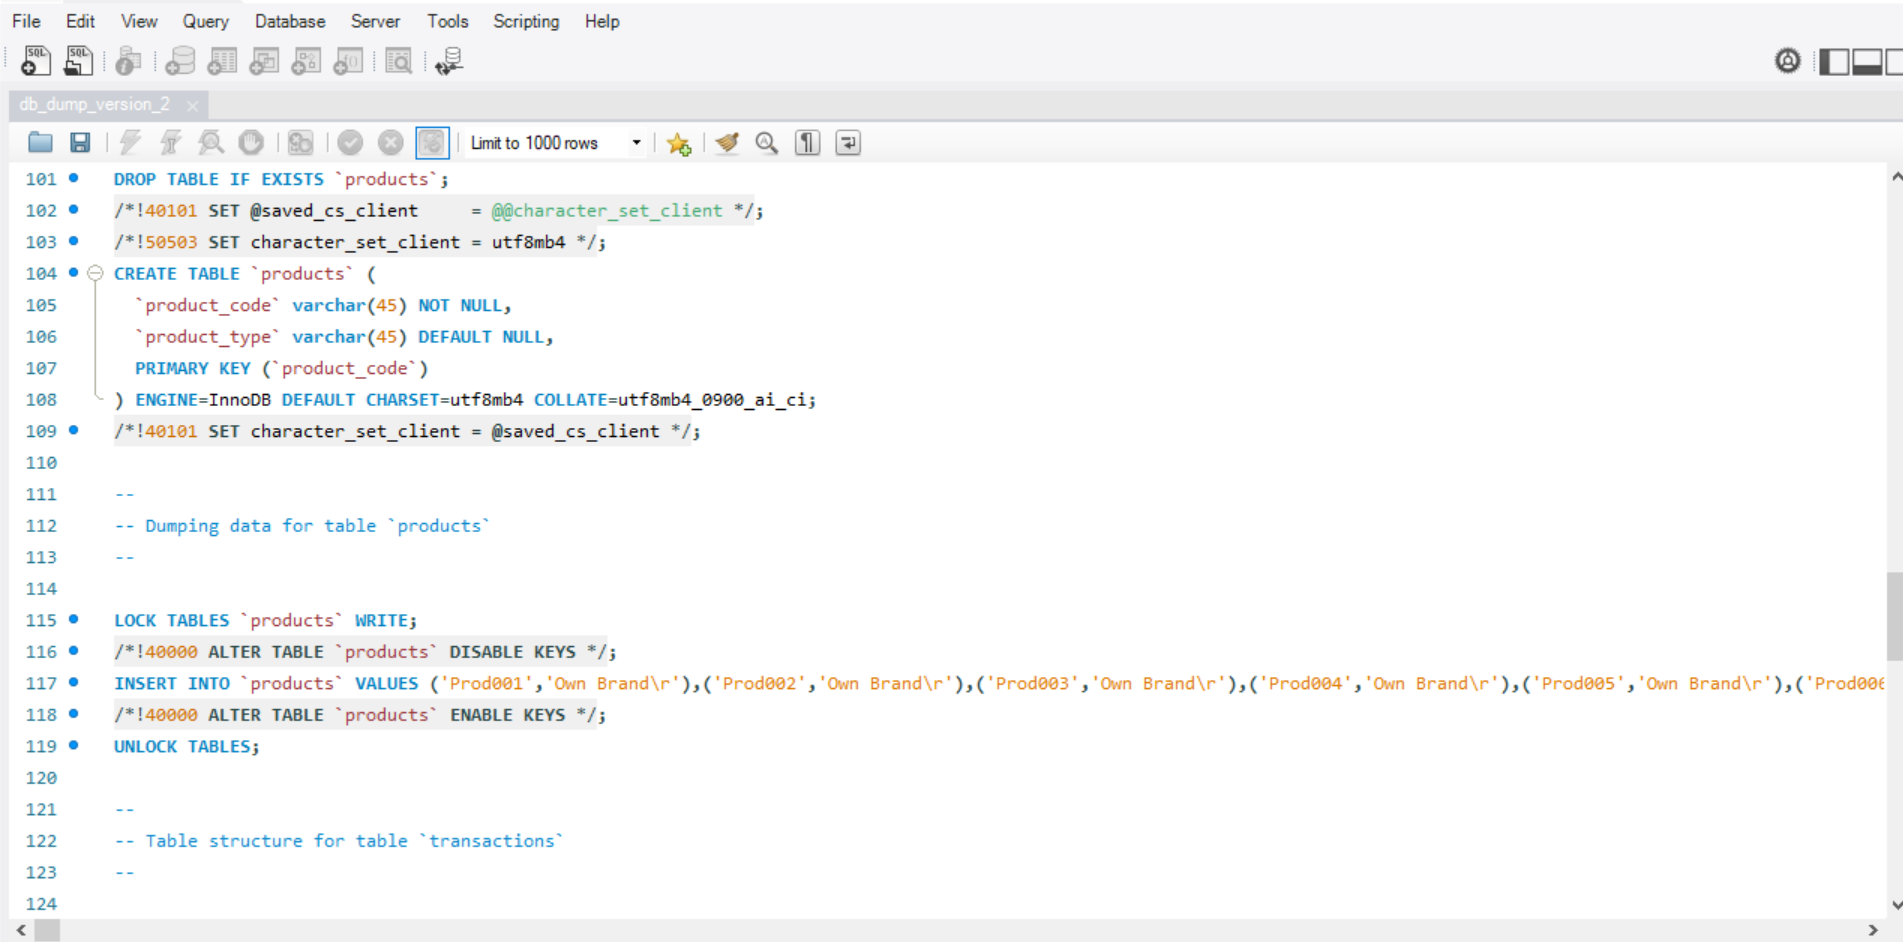 File Edit View Query Database Server Tools Scripting Help
db_dump_version_2
Limit to 1000 rows
101 DROP TABLE IF EXISTS `products`;
102 /*!40101 SET @saved_cs_client     = @@character_set_client */;
103 /*!50503 SET character_set_client = utf8mb4 */;
104 CREATE TABLE `products` (
105   `product_code` varchar(45) NOT NULL,
106   `product_type` varchar(45) DEFAULT NULL,
107   PRIMARY KEY (`product_code`)
108 ) ENGINE=InnoDB DEFAULT CHARSET=utf8mb4 COLLATE=utf8mb4_0900_ai_ci;
109 /*!40101 SET character_set_client = @saved_cs_client */;
110
111 --
112 -- Dumping data for table `products`
113 --
114
115 LOCK TABLES `products` WRITE;
116 /*!40000 ALTER TABLE `products` DISABLE KEYS */;
117 INSERT INTO `products` VALUES ('Prod001','Own Brand\r'),('Prod002','Own Brand\r'),('Prod003','Own Brand\r'),('Prod004','Own Brand\r'),('Prod005','Own Brand\r'),('Prod006
118 /*!40000 ALTER TABLE `products` ENABLE KEYS */;
119 UNLOCK TABLES;
120
121 --
122 -- Table structure for table `transactions`
123 --
124